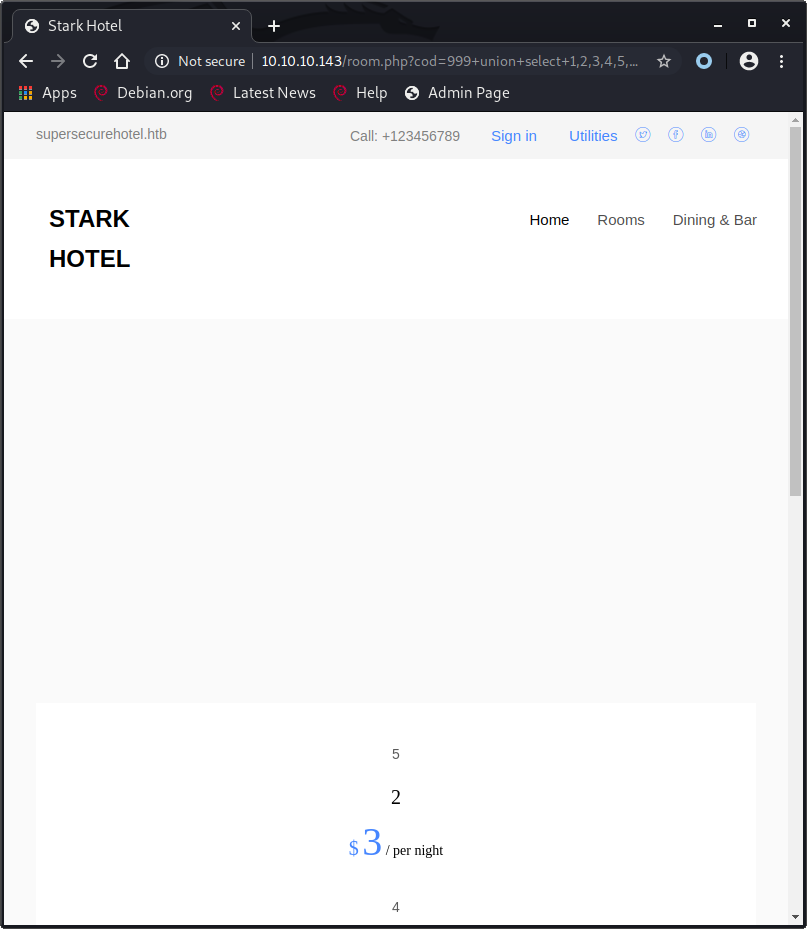 Stark Hotel
Not secure 10.10.10.143/room.php?cod=999+union+select+1,2,3,4,5,...
Apps Debian.org Latest News Help Admin Page
supersecurehotel.htb Call: +123456789 Sign in Utilities
STARK
HOTEL
Home Rooms Dining & Bar
5
2
$ 3 / per night
4